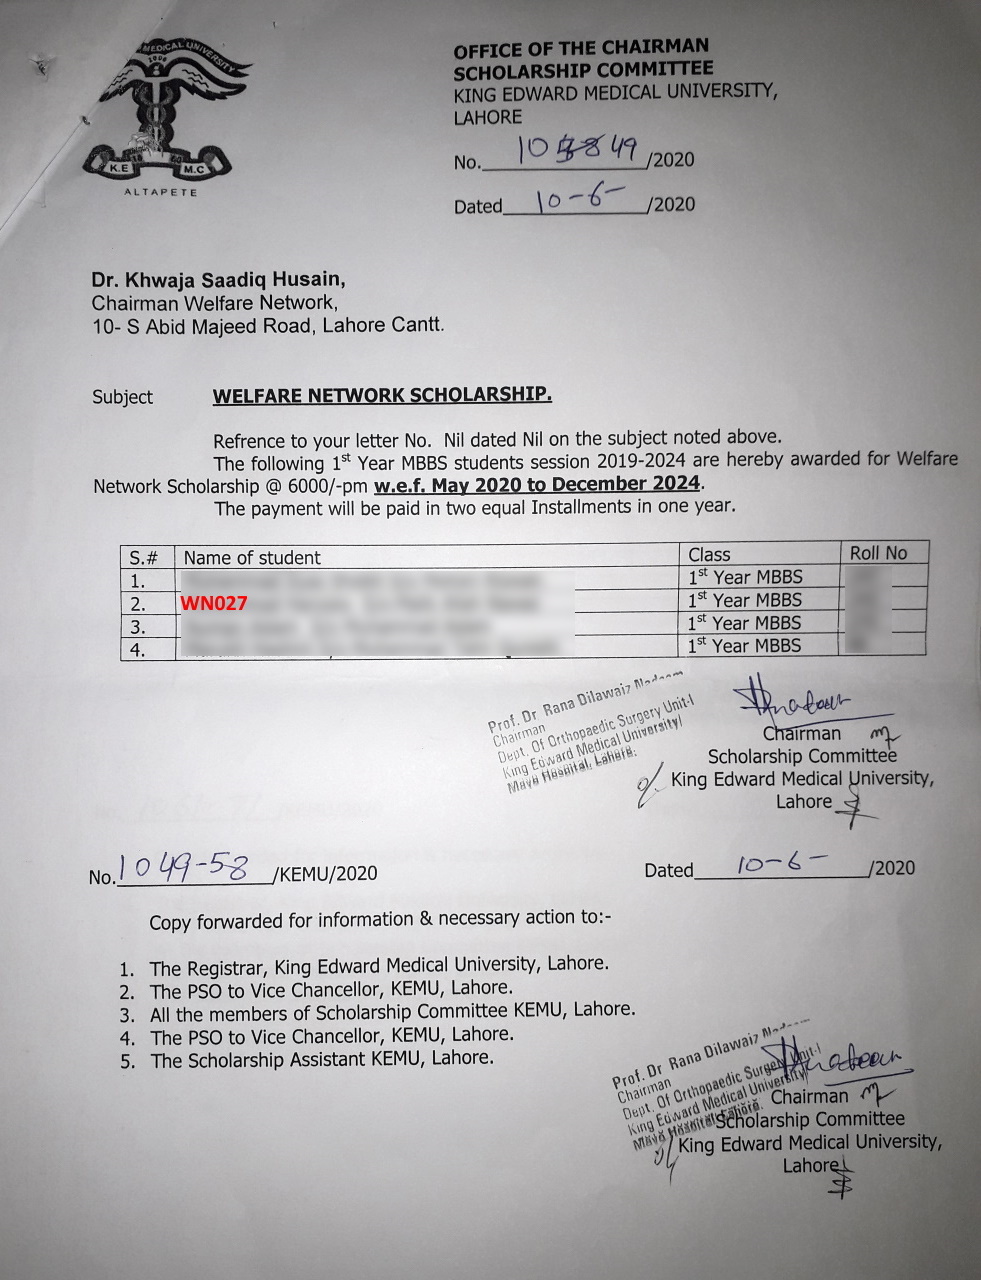 MEDICAL UNIVERSITY
K.E
M.C
ALTAPETE
OFFICE OF THE CHAIRMAN
SCHOLARSHIP COMMITTEE
KING EDWARD MEDICAL UNIVERSITY,
LAHORE
No. 49 /2020
Dated 10-6- /2020
Dr. Khwaja Saadiq Husain,
Chairman Welfare Network,
10- S Abid Majeed Road, Lahore Cantt.
Subject WELFARE NETWORK SCHOLARSHIP.
Refrence to your letter No. Nil dated Nil on the subject noted above.
The following 1st Year MBBS students session 2019-2024 are hereby awarded for Welfare
Network Scholarship @ 6000/-pm w.e.f. May 2020 to December 2024.
The payment will be paid in two equal Installments in one year.
S.# Name of student Class Roll No
1. 1st Year MBBS
2. WN027 1st Year MBBS
3. 1st Year MBBS
4. 1st Year MBBS
Prof. Dr Rana Dilawaiz Nadeem
Chairman
Dept. Of Orthopaedic Surgery Unit-I
King Edward Medical University
Mayo Hospital, Lahore.
Chairman
Scholarship Committee
King Edward Medical University,
Lahore
No. 1049-58 /KEMU/2020
Dated 10-6- /2020
Copy forwarded for information & necessary action to:-
1. The Registrar, King Edward Medical University, Lahore.
2. The PSO to Vice Chancellor, KEMU, Lahore.
3. All the members of Scholarship Committee KEMU, Lahore.
4. The PSO to Vice Chancellor, KEMU, Lahore.
5. The Scholarship Assistant KEMU, Lahore.
Prof. Dr Rana Dilawaiz
Chairman
Dept. Of Orthopaedic Surgery Unit-I
King Edward Medical University
Mayo Hospital Lahore.
Chairman
Scholarship Committee
King Edward Medical University,
Lahore